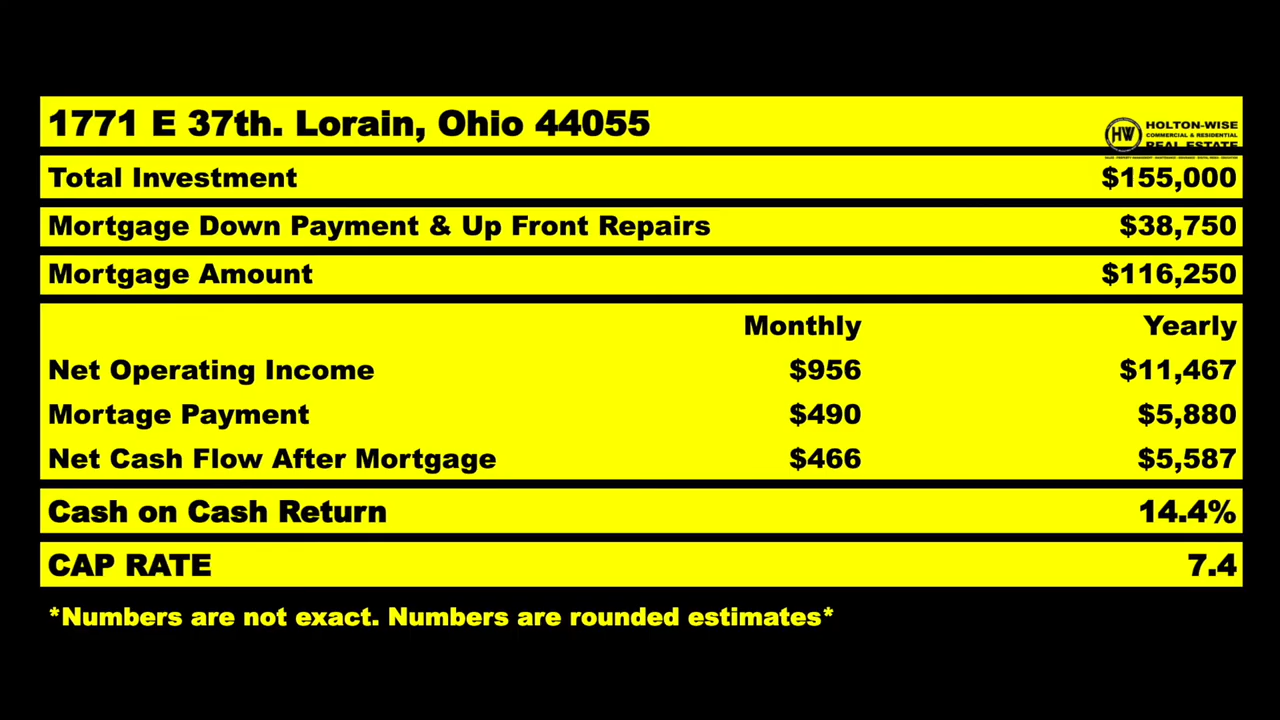 1771 E 37th. Lorain, Ohio 44055
HW
HOLTON-WISE
COMMERCIAL & RESIDENTIAL
REAL ESTATE
Total Investment $155,000
Mortgage Down Payment & Up Front Repairs $38,750
Mortgage Amount $116,250
Monthly Yearly
Net Operating Income $956 $11,467
Mortage Payment $490 $5,880
Net Cash Flow After Mortgage $466 $5,587
Cash on Cash Return 14.4%
CAP RATE 7.4
*Numbers are not exact. Numbers are rounded estimates*